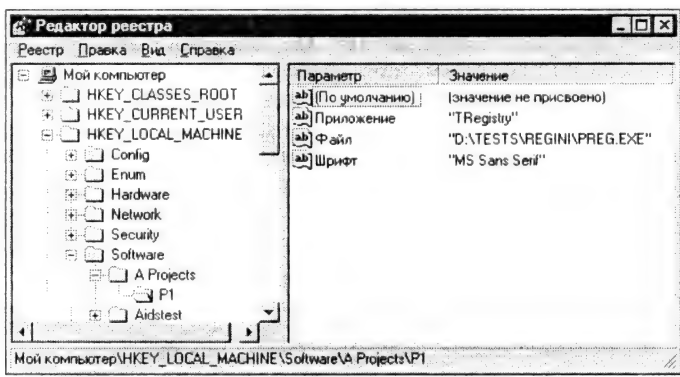 Редактор реестра
Реестр Правка Вид Справка
Мой компьютер
HKEY_CLASSES_ROOT
HKEY_CURRENT_USER
HKEY_LOCAL_MACHINE
Config
Enum
Hardware
Network
Security
Software
A Projects
P1
Aidstest
Параметр Значение
(По умолчанию) (значение не присвоено)
Приложение "TRegistry"
Файл "D:\TESTS\REGINI\PREG.EXE"
Шрифт "MS Sans Serif"
Мой компьютер\HKEY_LOCAL_MACHINE\Software\A Projects\P1